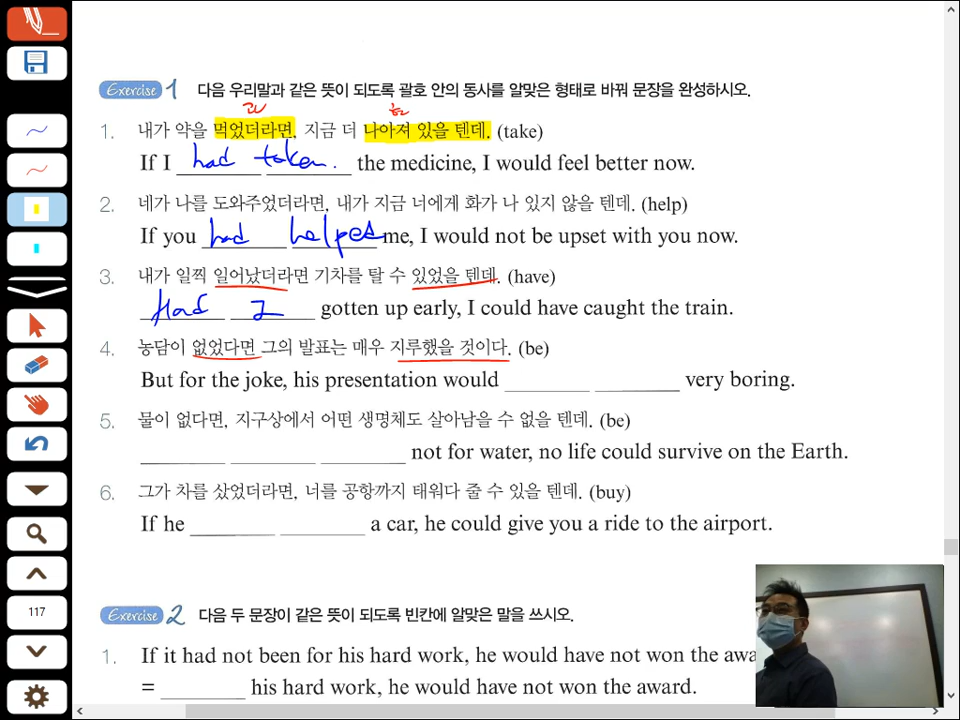 Exercise 1 다음 우리말과 같은 뜻이 되도록 괄호 안의 동사를 알맞은 형태로 바꿔 문장을 완성하시오.
과 현
1. 내가 약을 먹었더라면, 지금 더 나아져 있을 텐데. (take)
If I had taken. the medicine, I would feel better now.
2. 네가 나를 도와주었더라면, 내가 지금 너에게 화가 나 있지 않을 텐데. (help)
If you had helped me, I would not be upset with you now.
3. 내가 일찍 일어났더라면 기차를 탈 수 있었을 텐데. (have)
Had I gotten up early, I could have caught the train.
4. 농담이 없었다면 그의 발표는 매우 지루했을 것이다. (be)
But for the joke, his presentation would ________ ________ very boring.
5. 물이 없다면, 지구상에서 어떤 생명체도 살아남을 수 없을 텐데. (be)
________ ________ ________ not for water, no life could survive on the Earth.
6. 그가 차를 샀었더라면, 너를 공항까지 태워다 줄 수 있을 텐데. (buy)
If he ________ ________ a car, he could give you a ride to the airport.
Exercise 2 다음 두 문장이 같은 뜻이 되도록 빈칸에 알맞은 말을 쓰시오.
1. If it had not been for his hard work, he would have not won the awa
= ________ his hard work, he would have not won the award.
117